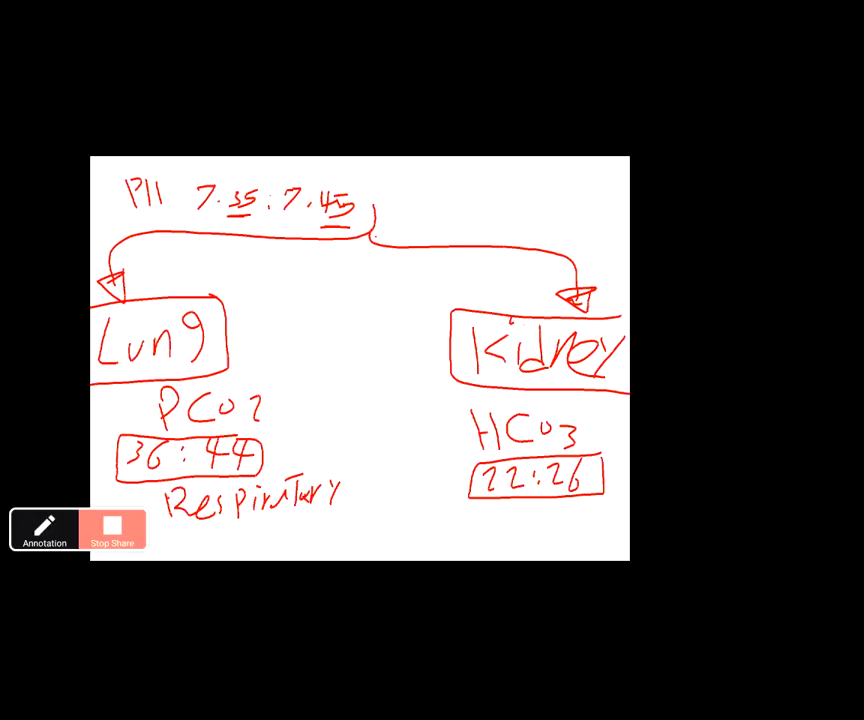 PH 7.35 : 7.45
Lung
Kidney
PCO2
HCO3
36 : 44
22 : 26
Respiratory
Annotation
Stop Share